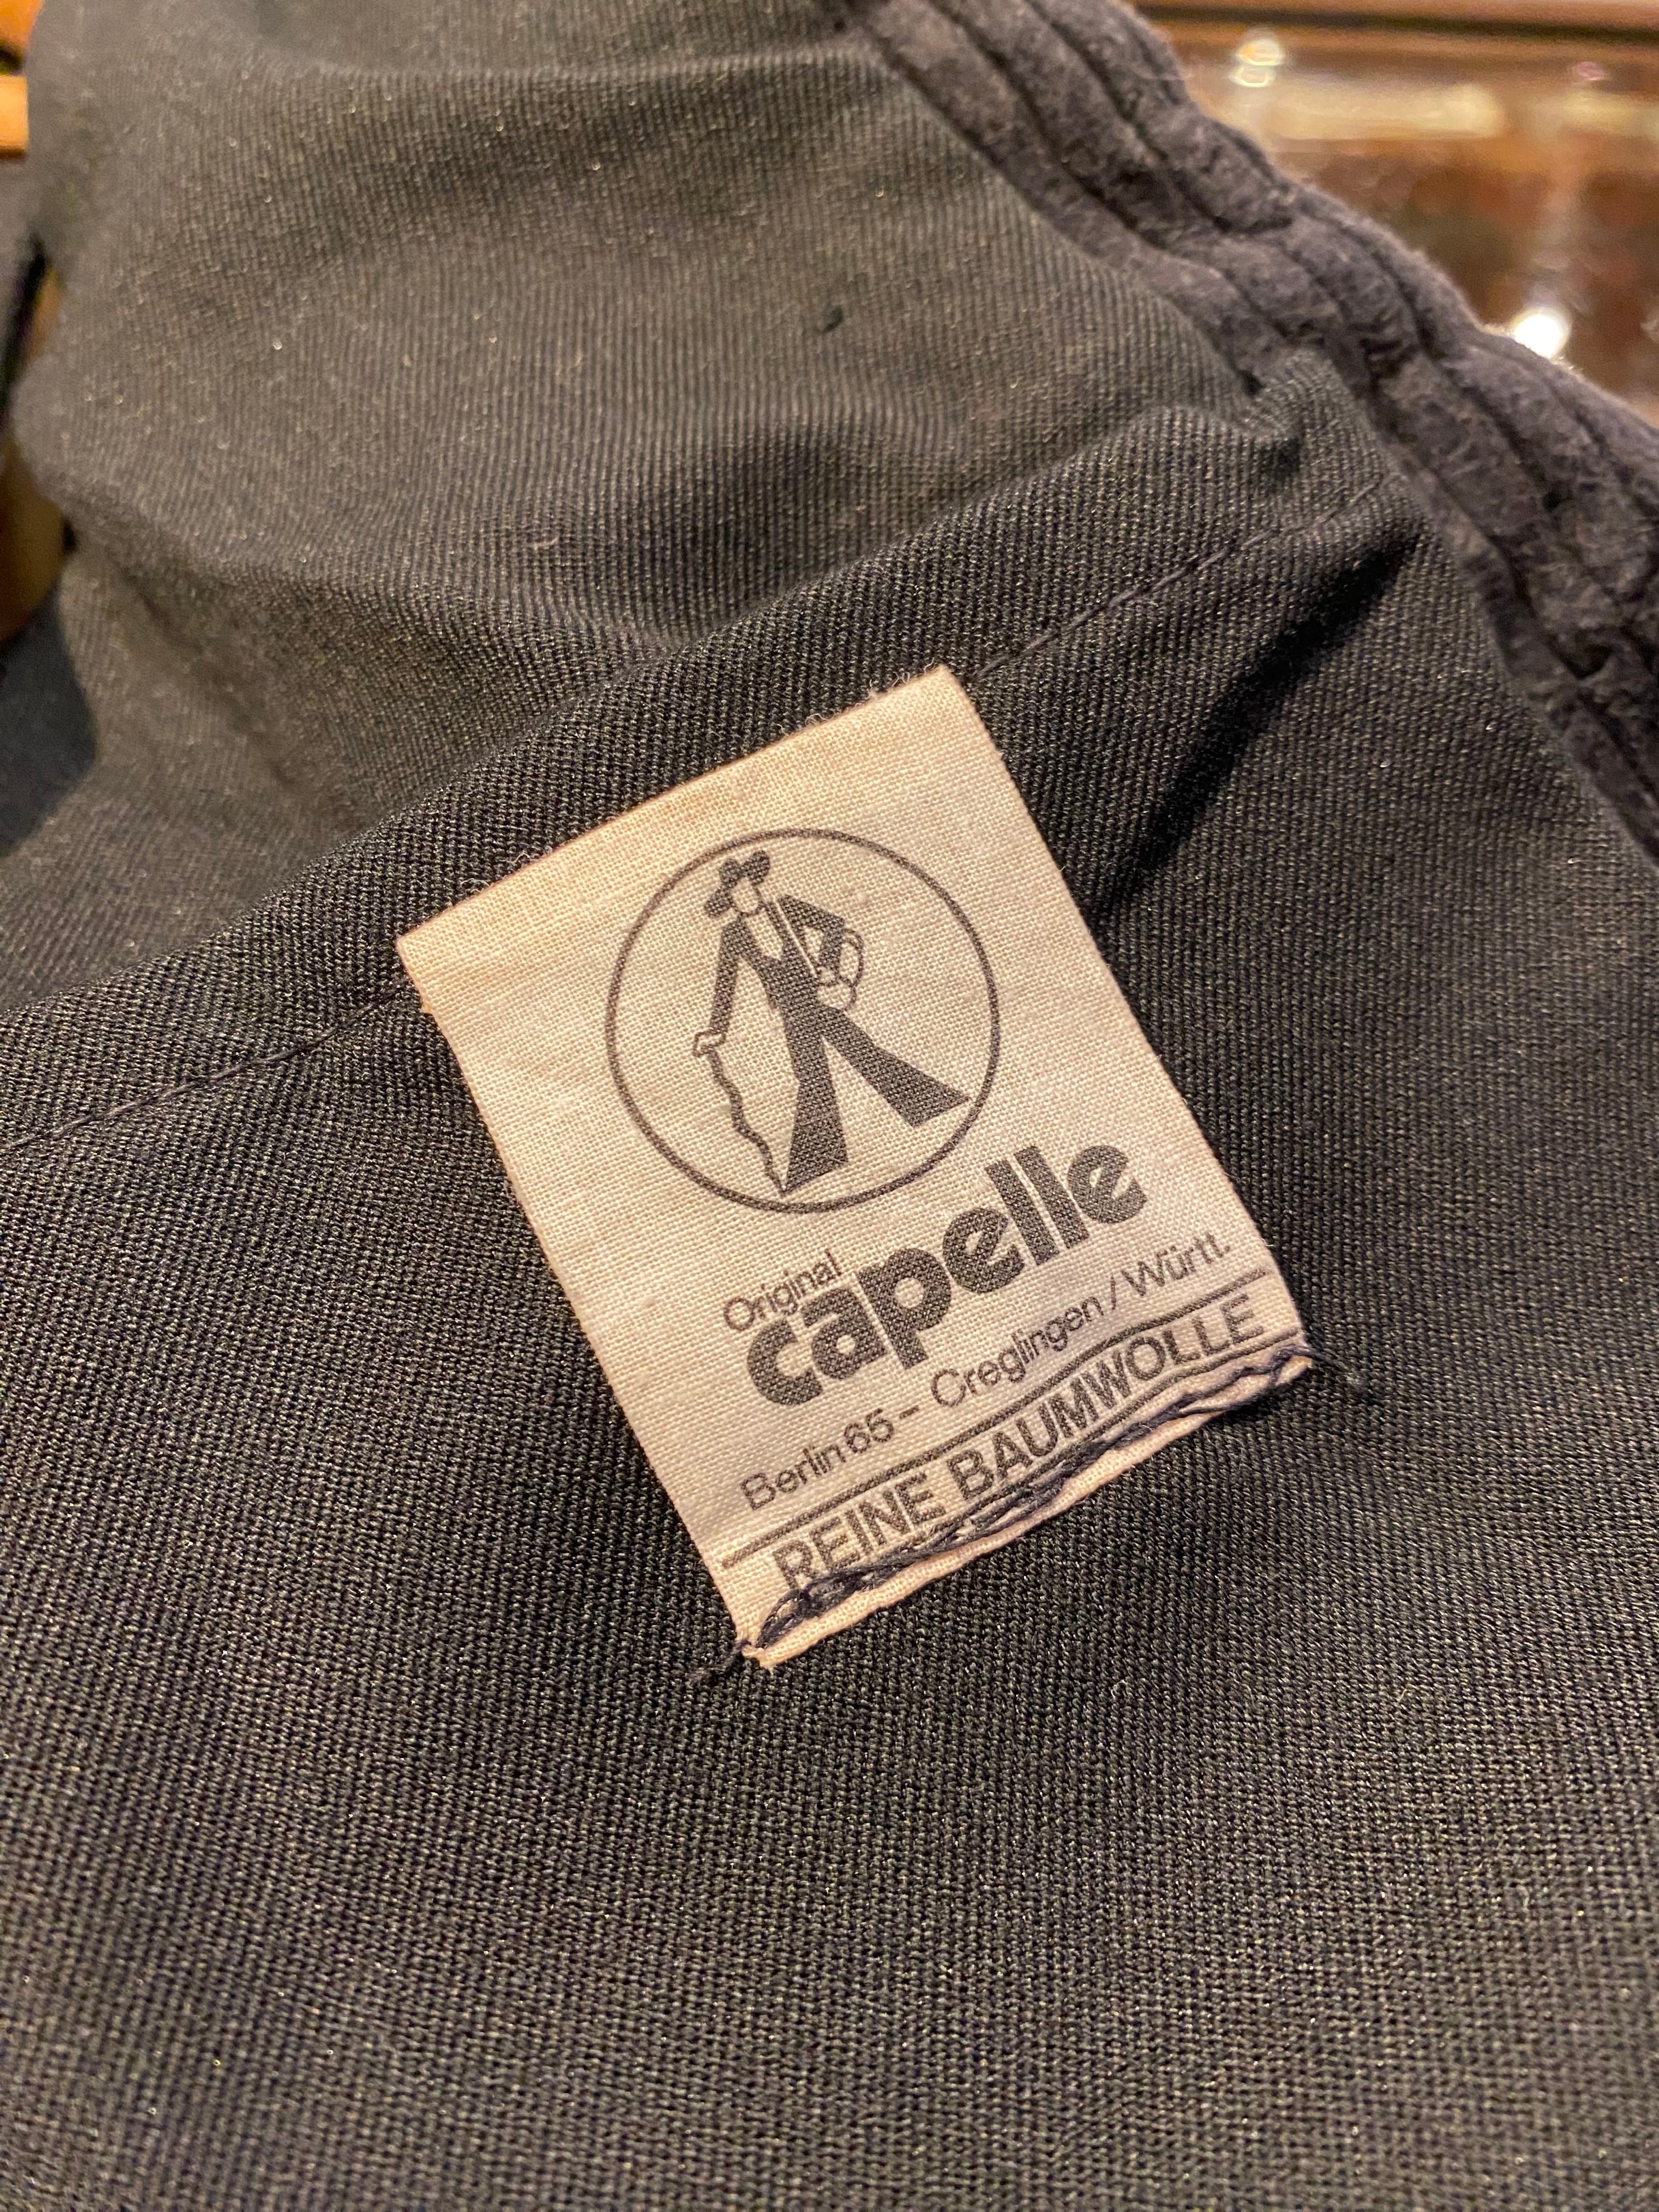 Original
capelle
Berlin 65 – Creglingen / Württ.
REINE BAUMWOLLE